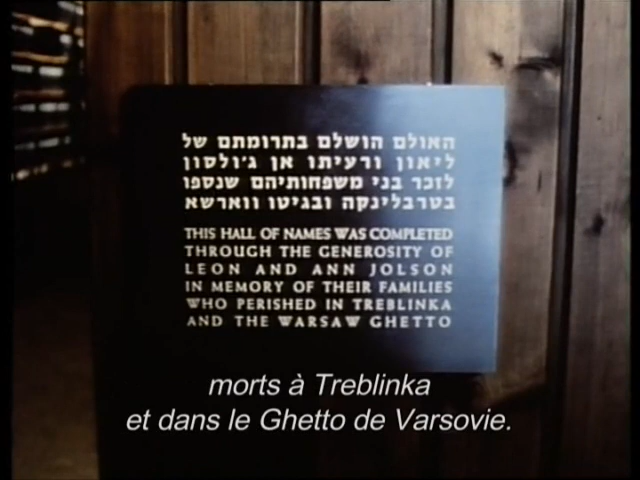 האולם הושלם בתרומתם של
ליאון ורעיתו אן ג'ולסון
לזכר בני משפחותיהם שנספו
בטרבלינקה ובגיטו ווארשא
THIS HALL OF NAMES WAS COMPLETED
THROUGH THE GENEROSITY OF
LEON AND ANN JOLSON
IN MEMORY OF THEIR FAMILIES
WHO PERISHED IN TREBLINKA
AND THE WARSAW GHETTO
morts à Treblinka
et dans le Ghetto de Varsovie.